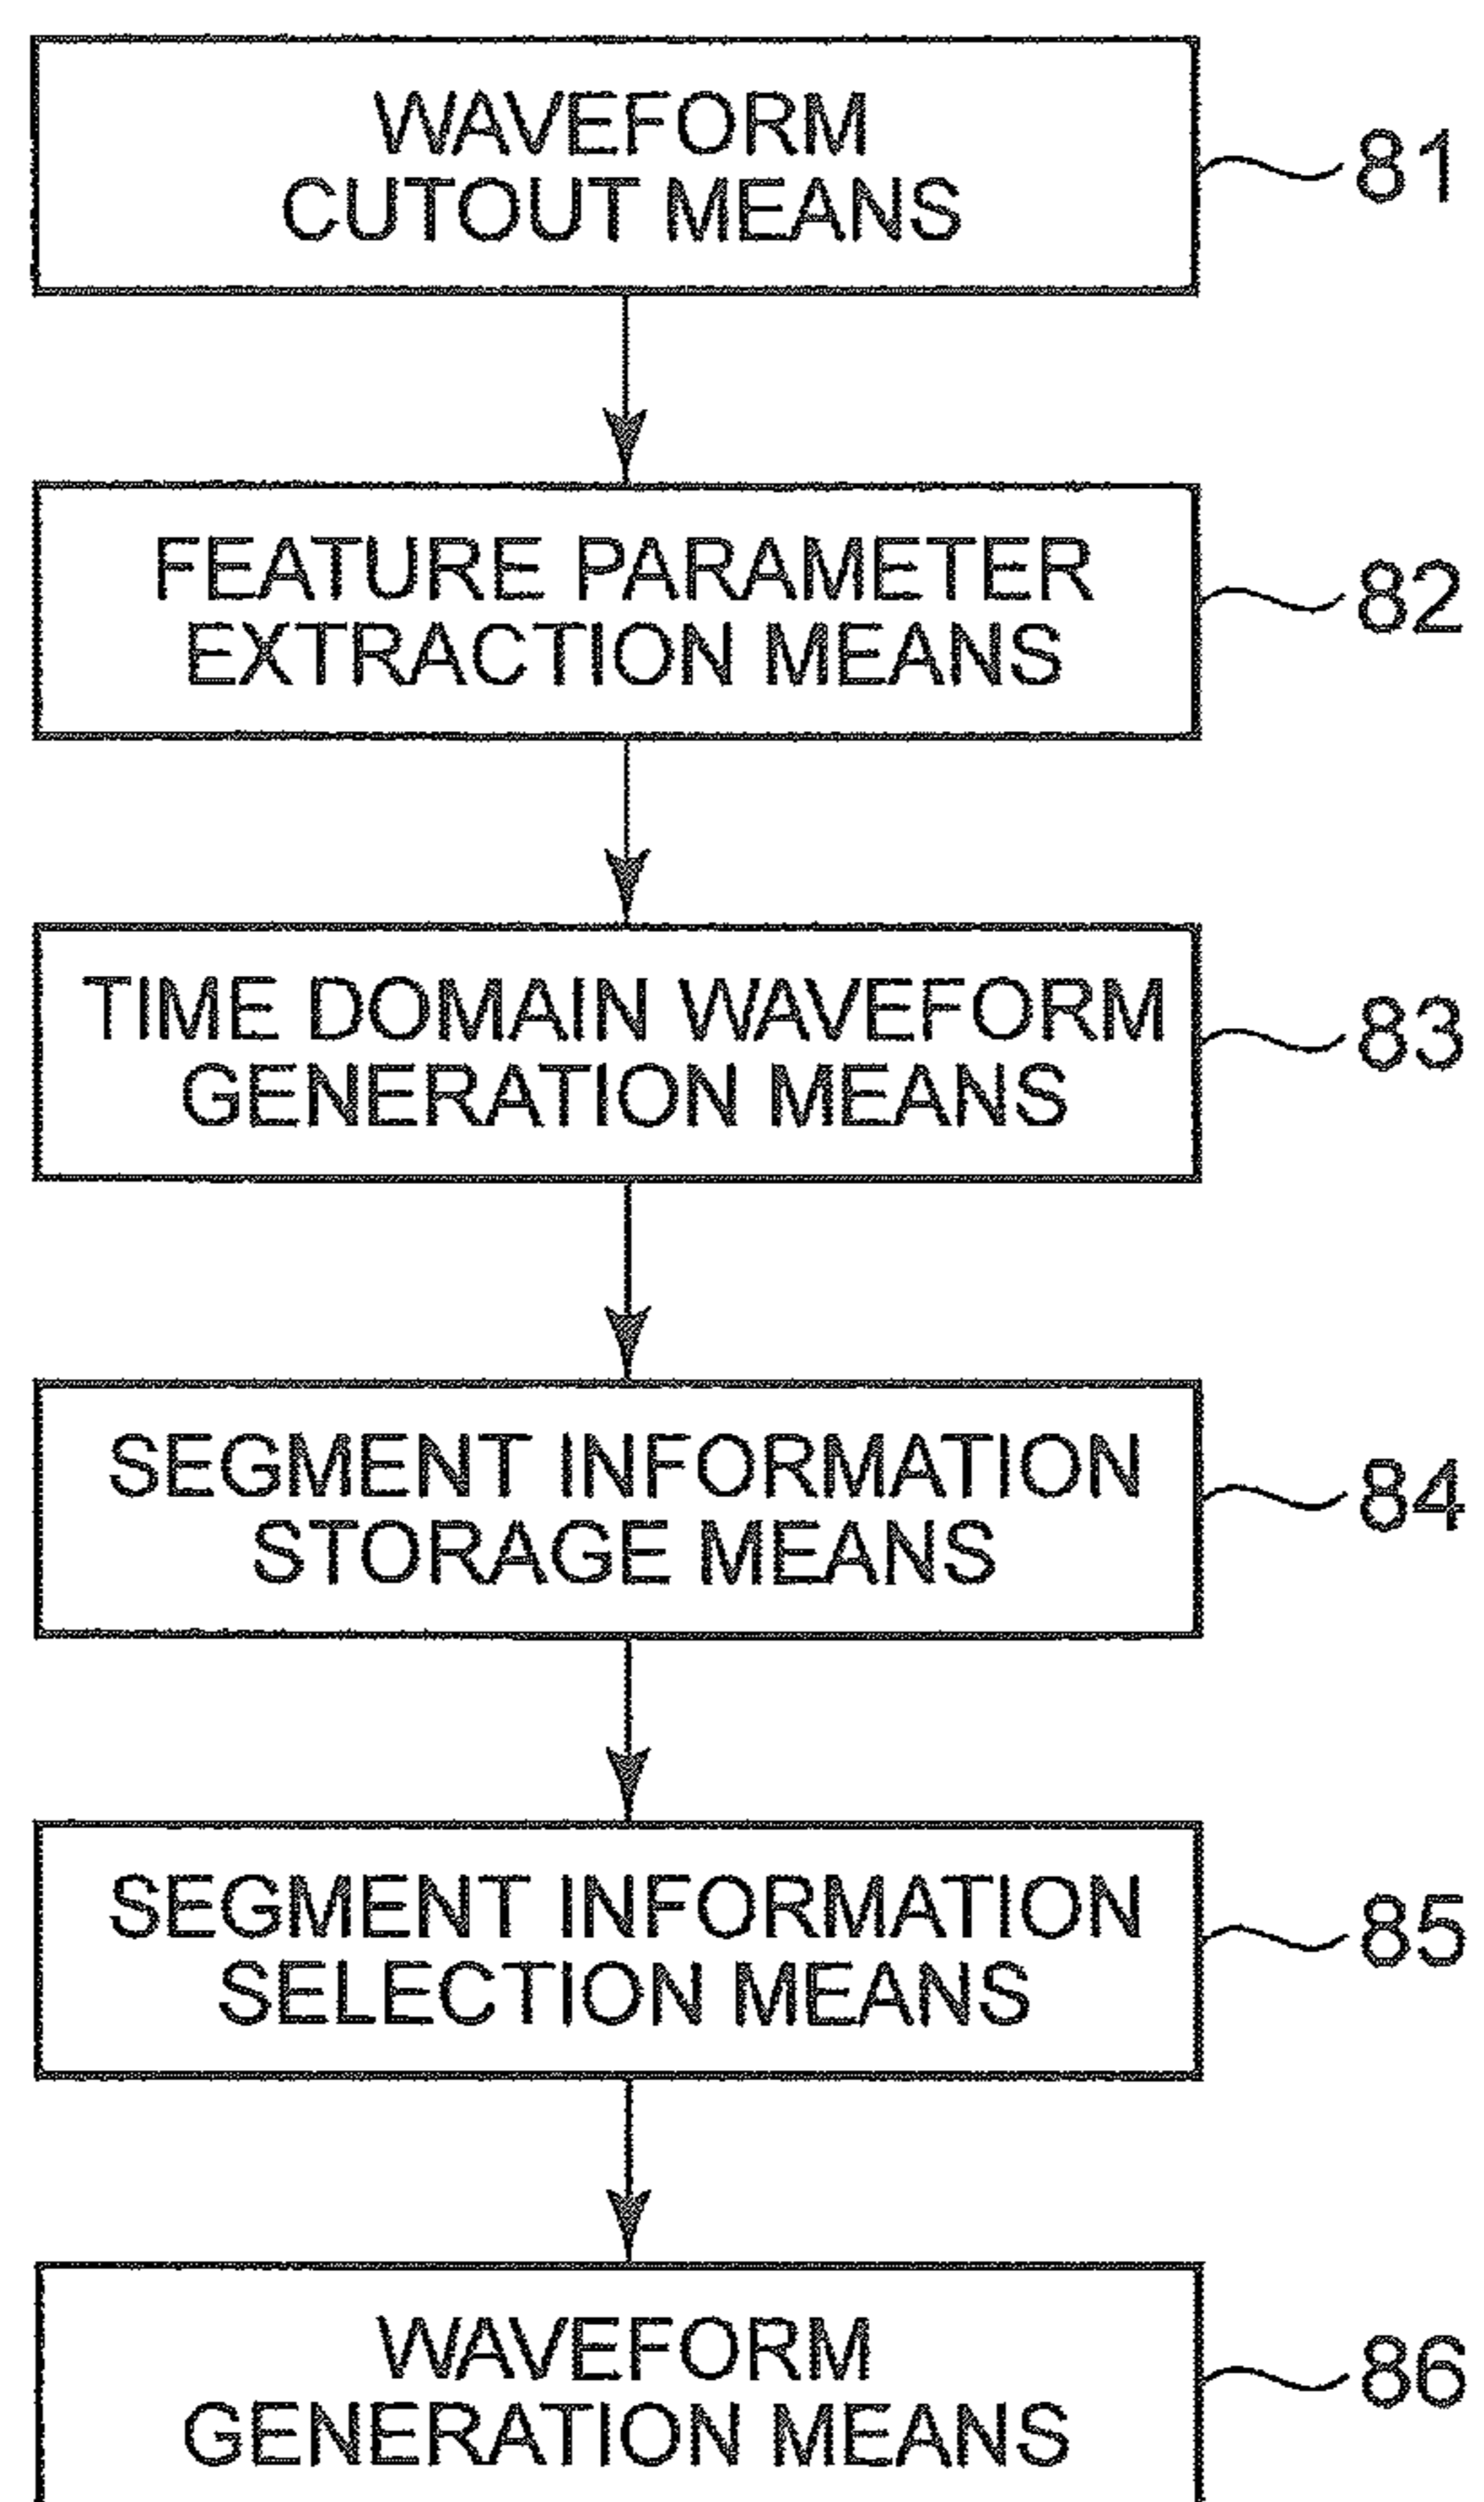 WAVEFORM
CUTOUT MEANS
81
FEATURE PARAMETER
EXTRACTION MEANS
82
TIME DOMAIN WAVEFORM
GENERATION MEANS
83
SEGMENT INFORMATION
STORAGE MEANS
84
SEGMENT INFORMATION
SELECTION MEANS
85
WAVEFORM
GENERATION MEANS
86